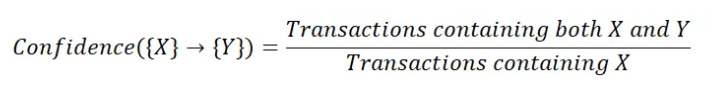 Confidence({X} → {Y}) = Transactions containing both X and Y
Transactions containing X